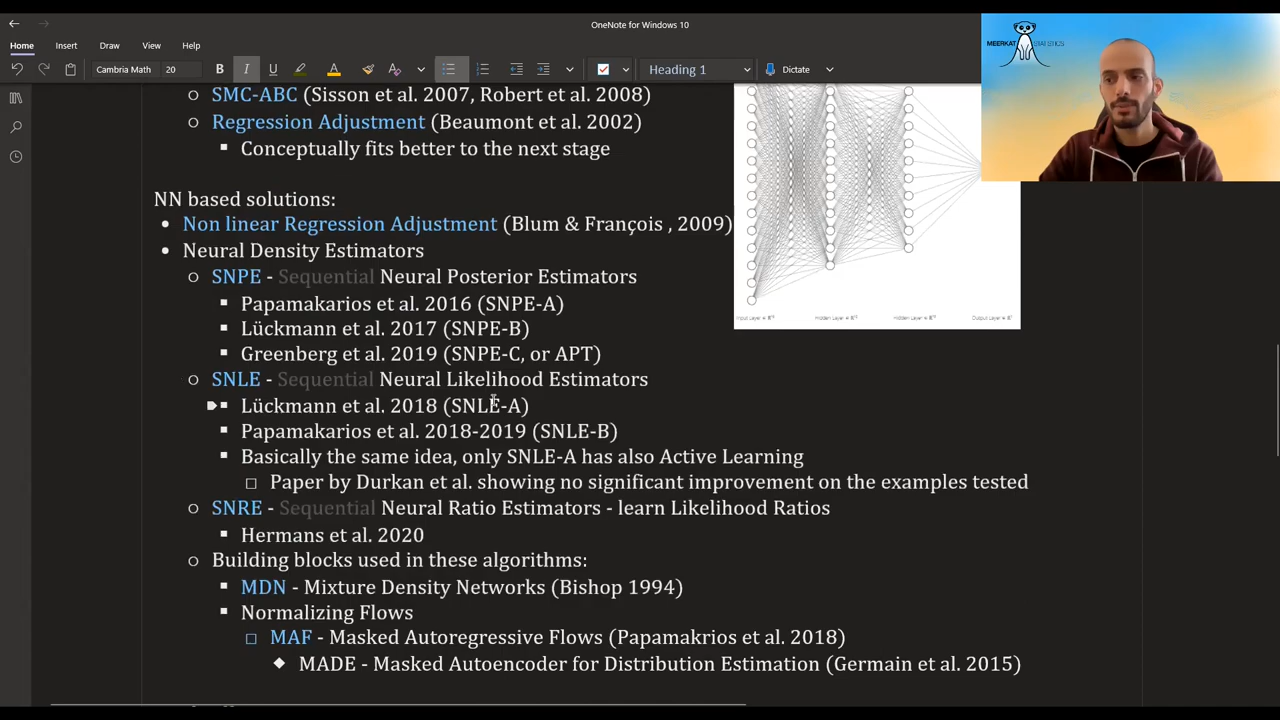 OneNote for Windows 10
Home Insert Draw View Help
Cambria Math 20 B I U A A Heading 1 Dictate
MEERKAT STATISTICS
SMC-ABC (Sisson et al. 2007, Robert et al. 2008)
Regression Adjustment (Beaumont et al. 2002)
Conceptually fits better to the next stage
NN based solutions:
Non linear Regression Adjustment (Blum & François , 2009)
Neural Density Estimators
SNPE - Sequential Neural Posterior Estimators
Papamakarios et al. 2016 (SNPE-A)
Lückmann et al. 2017 (SNPE-B)
Greenberg et al. 2019 (SNPE-C, or APT)
SNLE - Sequential Neural Likelihood Estimators
Lückmann et al. 2018 (SNLE-A)
Papamakarios et al. 2018-2019 (SNLE-B)
Basically the same idea, only SNLE-A has also Active Learning
Paper by Durkan et al. showing no significant improvement on the examples tested
SNRE - Sequential Neural Ratio Estimators - learn Likelihood Ratios
Hermans et al. 2020
Building blocks used in these algorithms:
MDN - Mixture Density Networks (Bishop 1994)
Normalizing Flows
MAF - Masked Autoregressive Flows (Papamakrios et al. 2018)
MADE - Masked Autoencoder for Distribution Estimation (Germain et al. 2015)